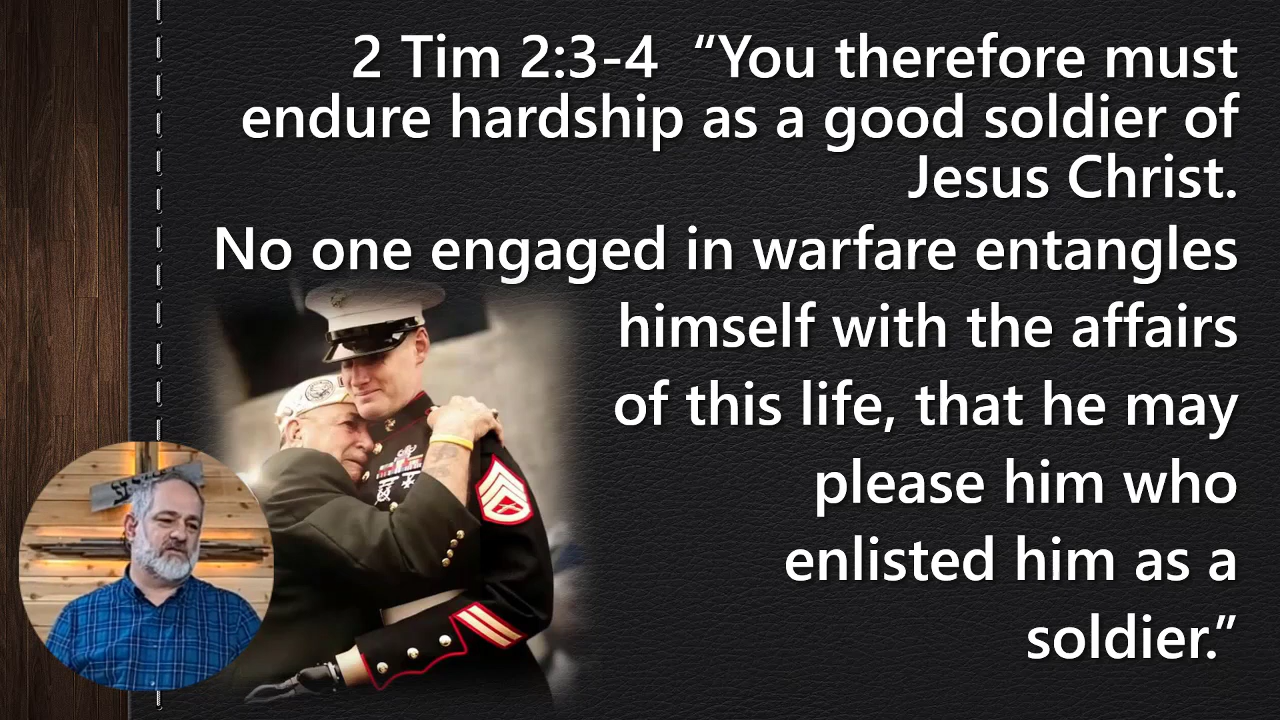 2 Tim 2:3-4  “You therefore must
endure hardship as a good soldier of
Jesus Christ.
No one engaged in warfare entangles
himself with the affairs
of this life, that he may
please him who
enlisted him as a
soldier.”